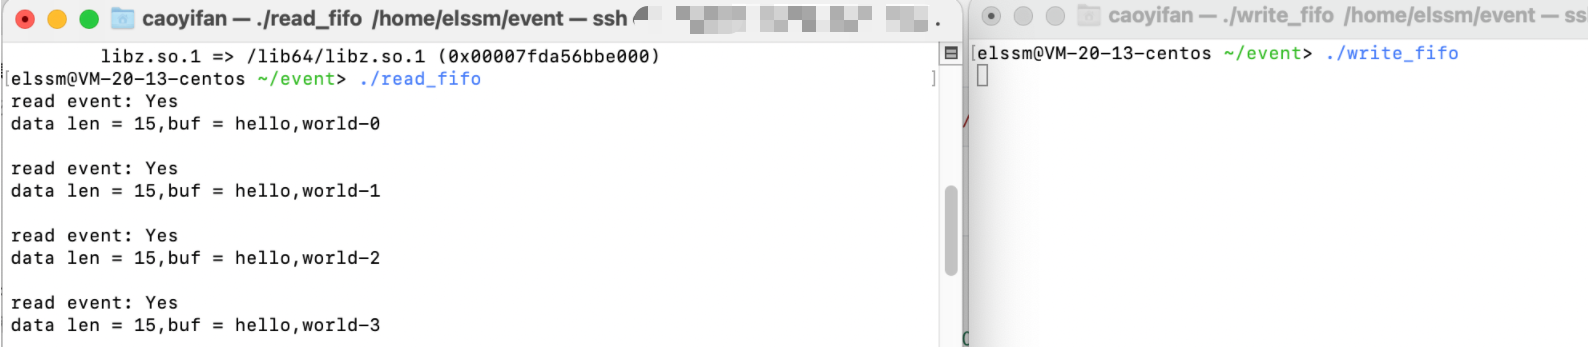 caoyifan — ./read_fifo /home/elssm/event — ssh
libz.so.1 => /lib64/libz.so.1 (0x00007fda56bbe000)
[elssm@VM-20-13-centos ~/event> ./read_fifo ]
read event: Yes
data len = 15,buf = hello,world-0
read event: Yes
data len = 15,buf = hello,world-1
read event: Yes
data len = 15,buf = hello,world-2
read event: Yes
data len = 15,buf = hello,world-3
caoyifan — ./write_fifo /home/elssm/event — ss
[elssm@VM-20-13-centos ~/event> ./write_fifo